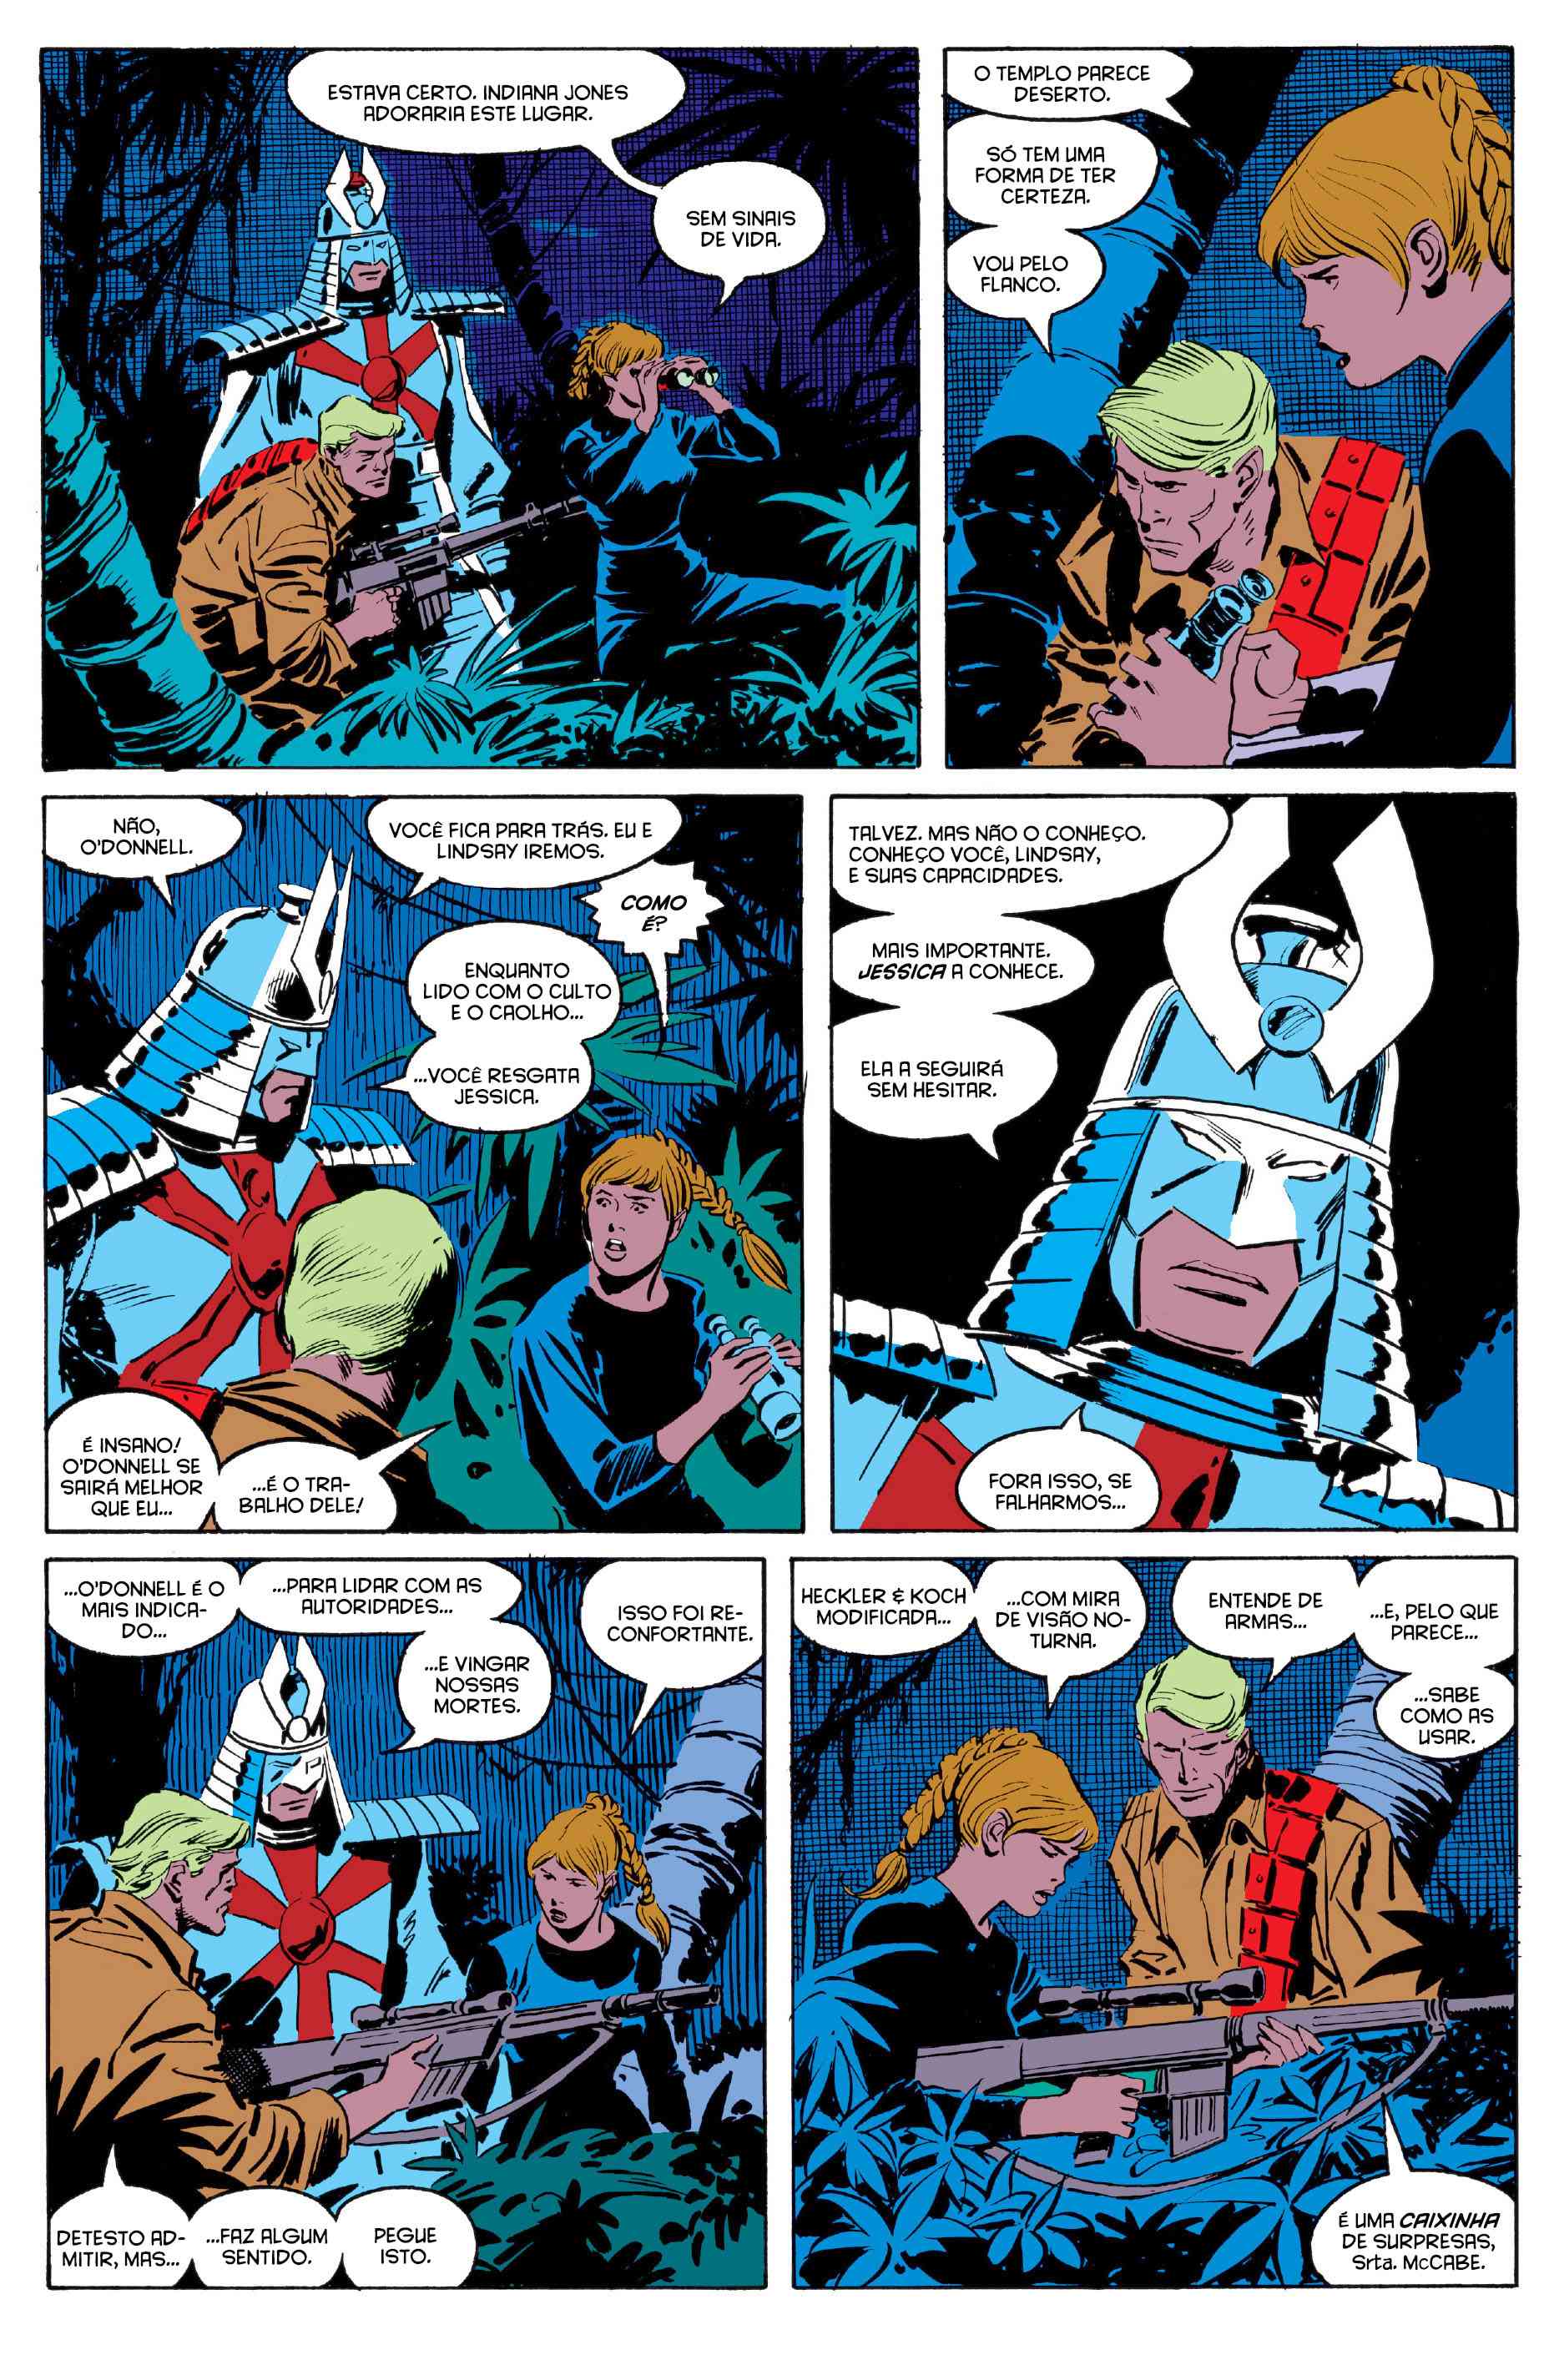 ESTAVA CERTO. INDIANA JONES
ADORARIA ESTE LUGAR.
SEM SINAIS
DE VIDA.
O TEMPLO PARECE
DESERTO.
SÓ TEM UMA
FORMA DE TER
CERTEZA.
VOU PELO
FLANCO.
NÃO,
O'DONNELL.
VOCÊ FICA PARA TRÁS. EU E
LINDSAY IREMOS.
COMO
É?
ENQUANTO
LIDO COM O CULTO
E O CAOLHO...
...VOCÊ RESGATA
JESSICA.
É INSANO!
O'DONNELL SE
SAIRÁ MELHOR
QUE EU...
...É O TRA-
BALHO DELE!
TALVEZ. MAS NÃO O CONHEÇO.
CONHEÇO VOCÊ, LINDSAY,
E SUAS CAPACIDADES.
MAIS IMPORTANTE.
JESSICA A CONHECE.
ELA A SEGUIRÁ
SEM HESITAR.
FORA ISSO, SE
FALHARMOS...
...O'DONNELL É O
MAIS INDICA-
DO...
...PARA LIDAR COM AS
AUTORIDADES...
...E VINGAR
NOSSAS
MORTES.
ISSO FOI RE-
CONFORTANTE.
DETESTO AD-
MITIR, MAS...
...FAZ ALGUM
SENTIDO.
PEGUE
ISTO.
HECKLER & KOCH
MODIFICADA...
...COM MIRA
DE VISÃO NO-
TURNA.
ENTENDE DE
ARMAS...
...E, PELO QUE
PARECE...
...SABE
COMO AS
USAR.
É UMA CAIXINHA
DE SURPRESAS,
Srta. McCABE.